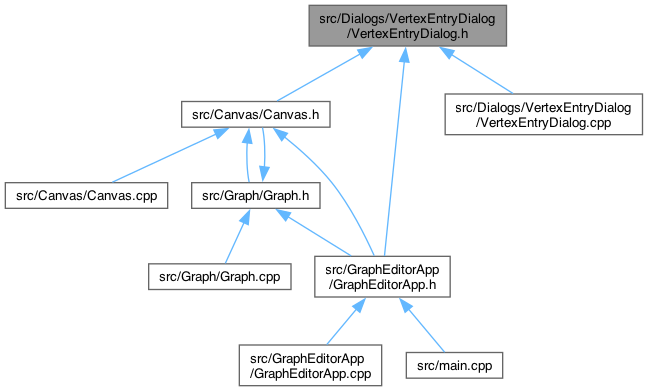 src/Dialogs/VertexEntryDialog
/VertexEntryDialog.h
src/Canvas/Canvas.h
src/Dialogs/VertexEntryDialog
/VertexEntryDialog.cpp
src/Canvas/Canvas.cpp
src/Graph/Graph.h
src/Graph/Graph.cpp
src/GraphEditorApp
/GraphEditorApp.h
src/GraphEditorApp
/GraphEditorApp.cpp
src/main.cpp